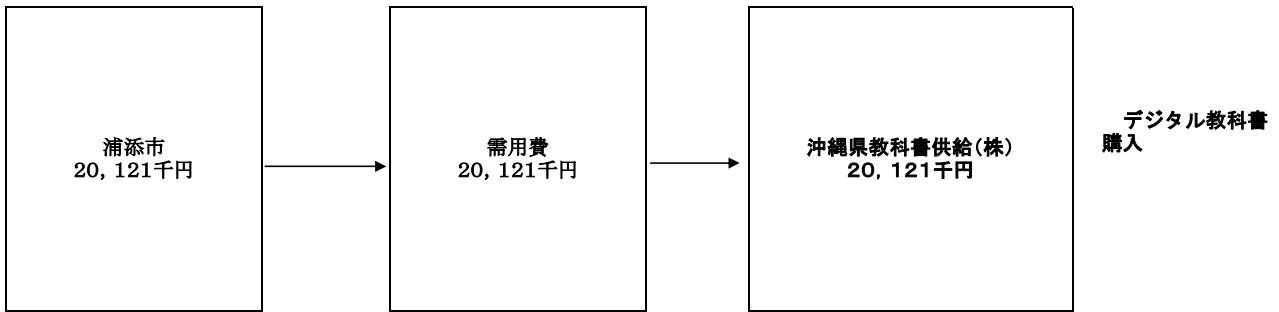 浦添市
20，121千円
需用費
20，121千円
沖縄県教科書供給（株）
20，121千円
デジタル教科書
購入